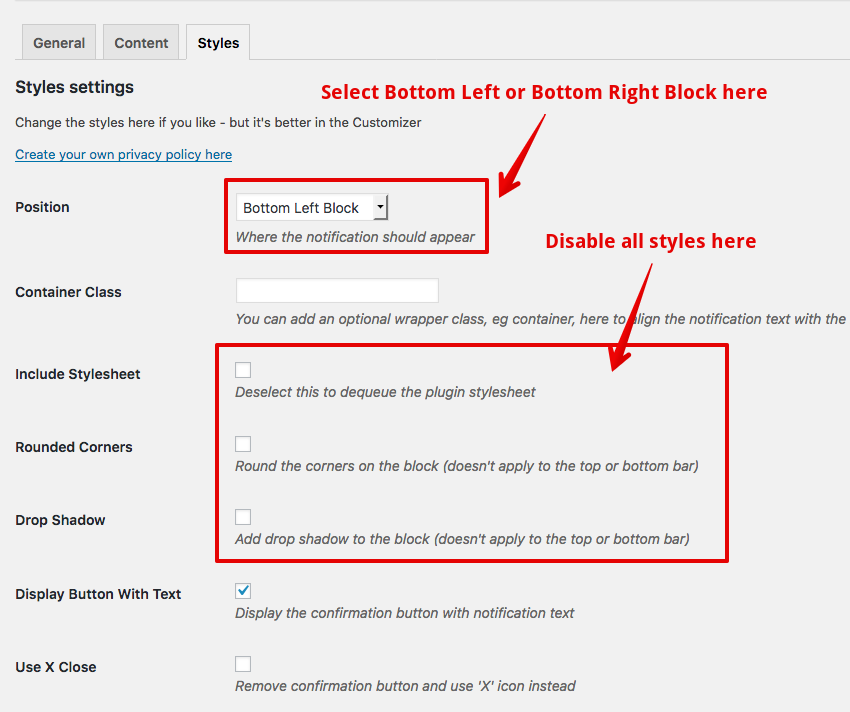 General Content Styles
Styles settings
Select Bottom Left or Bottom Right Block here
Change the styles here if you like - but it's better in the Customizer
Create your own privacy policy here
Position
Bottom Left Block
Where the notification should appear
Disable all styles here
Container Class
You can add an optional wrapper class, eg container, here to align the notification text with the
Include Stylesheet
Deselect this to dequeue the plugin stylesheet
Rounded Corners
Round the corners on the block (doesn't apply to the top or bottom bar)
Drop Shadow
Add drop shadow to the block (doesn't apply to the top or bottom bar)
Display Button With Text
Display the confirmation button with notification text
Use X Close
Remove confirmation button and use 'X' icon instead